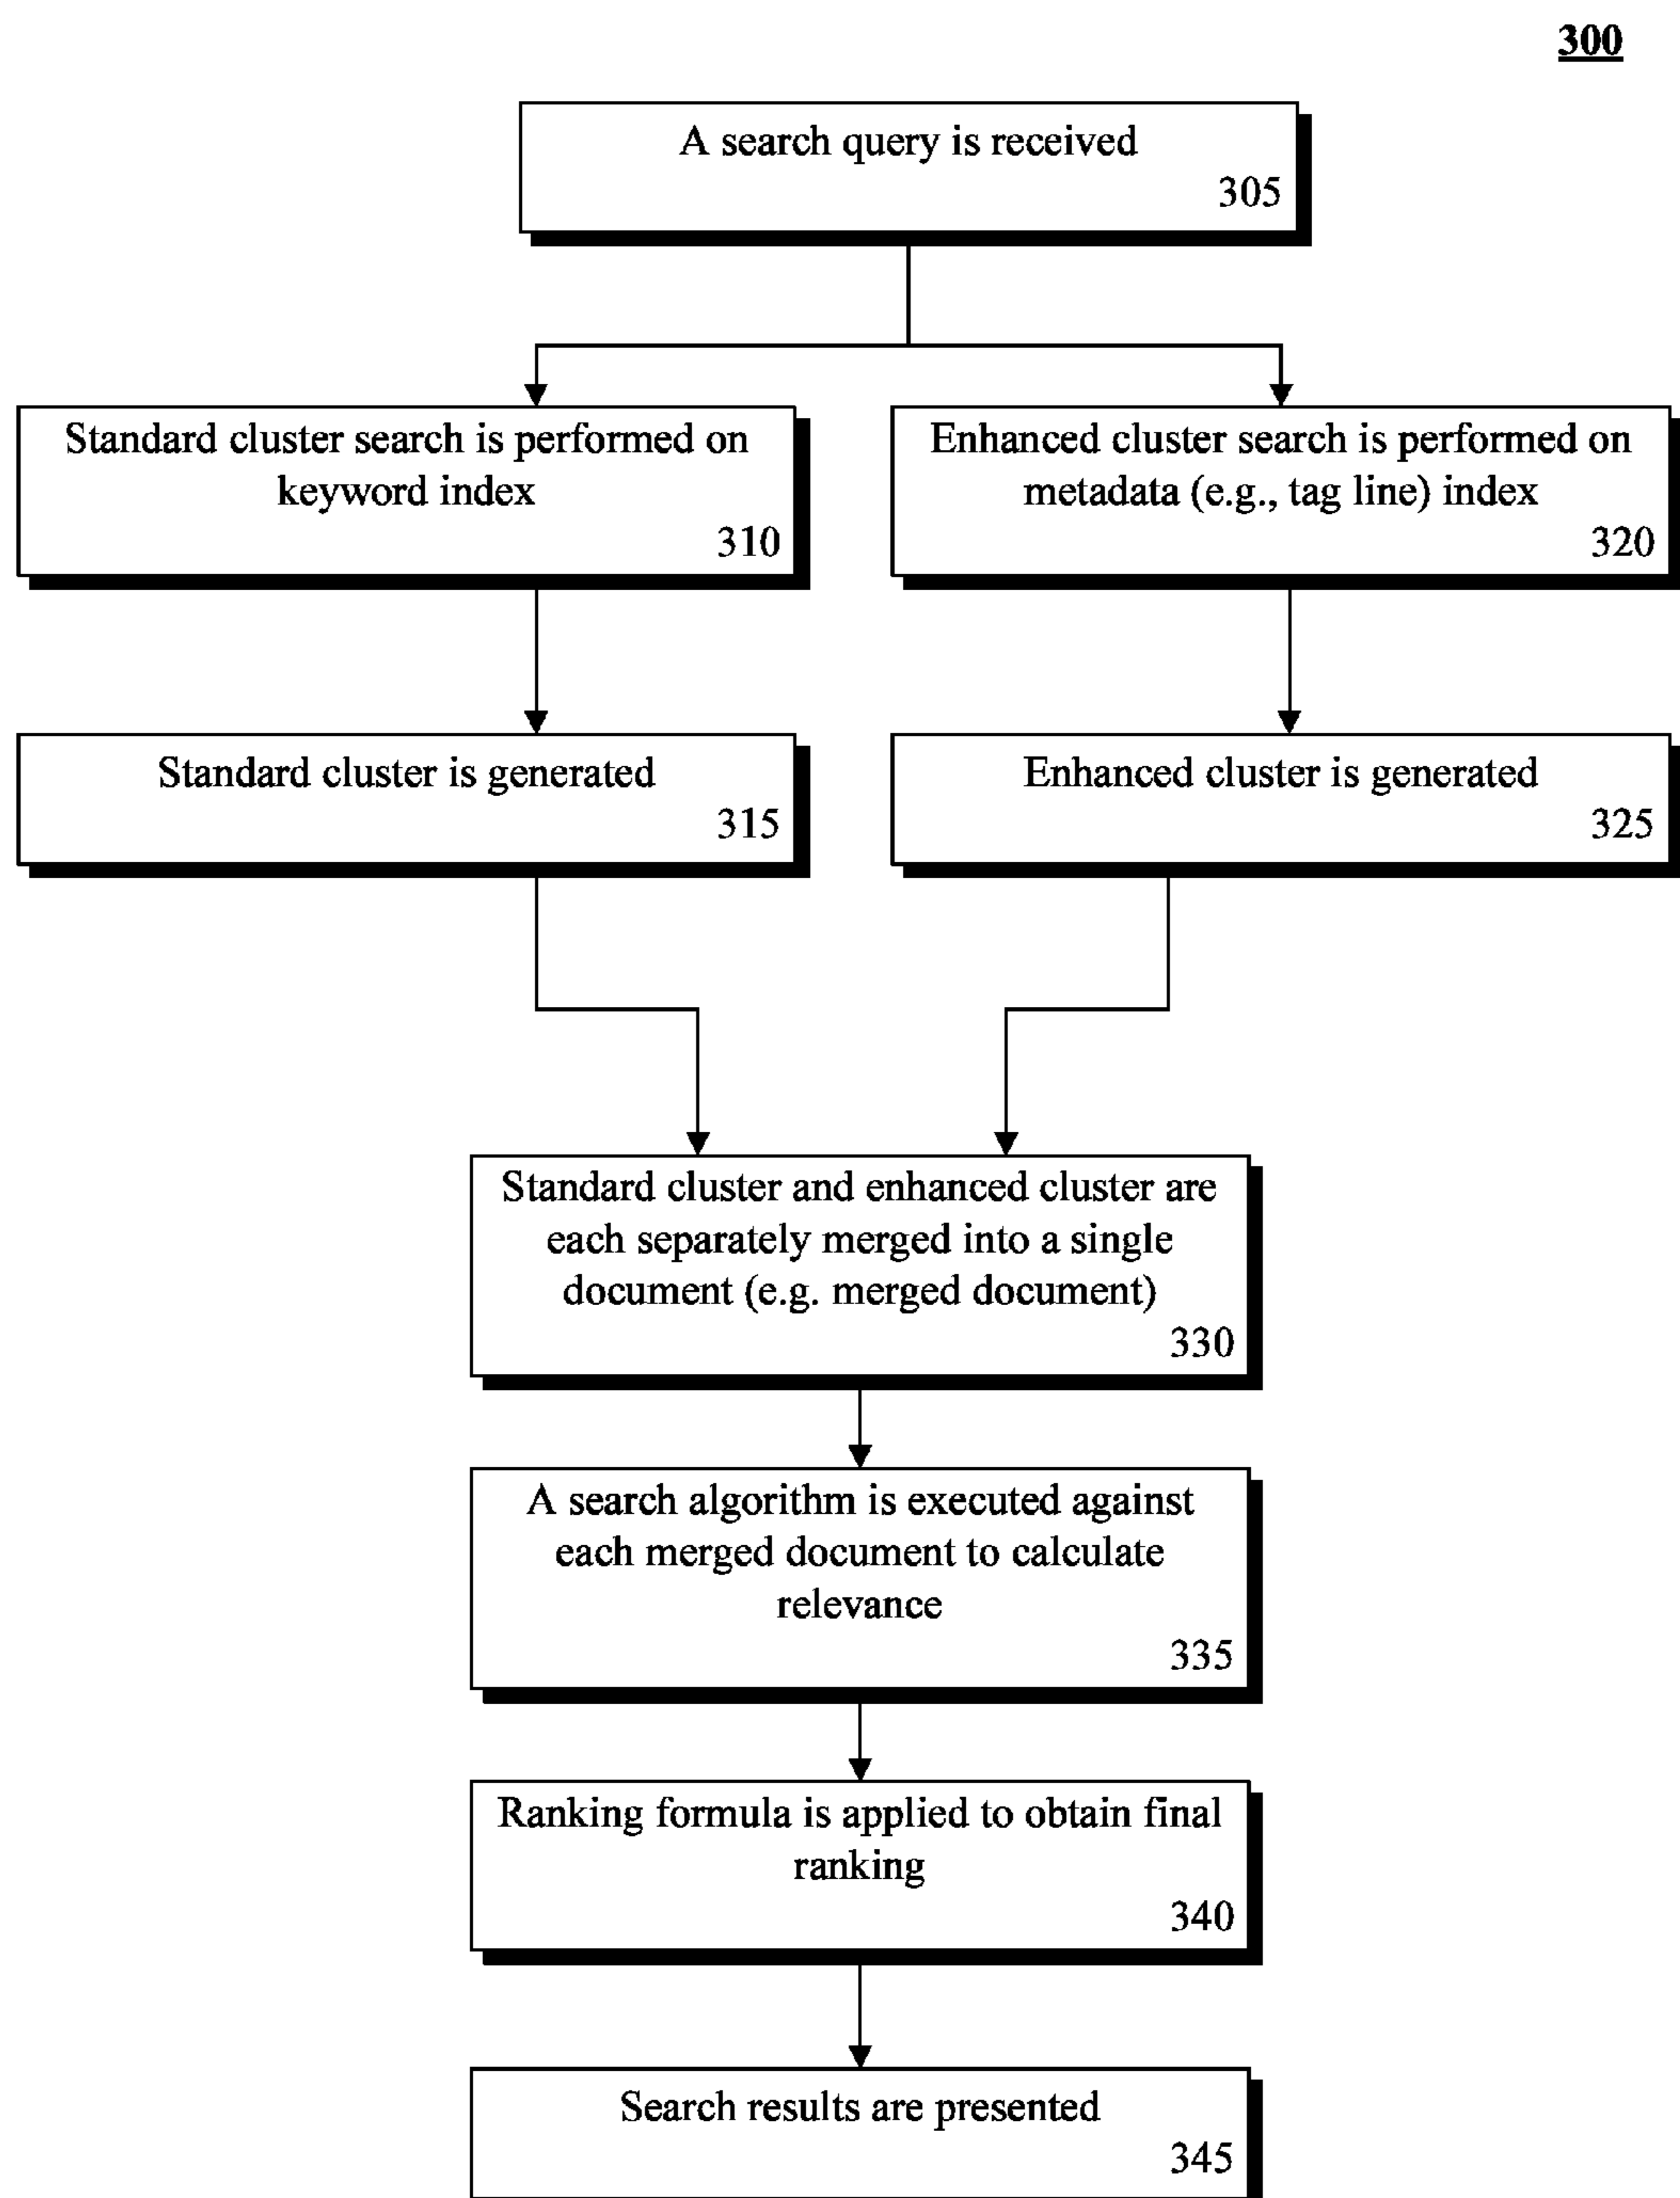 300
A search query is received
305
Standard cluster search is performed on
keyword index
310
Enhanced cluster search is performed on
metadata (e.g., tag line) index
320
Standard cluster is generated
315
Enhanced cluster is generated
325
Standard cluster and enhanced cluster are
each separately merged into a single
document (e.g. merged document)
330
A search algorithm is executed against
each merged document to calculate
relevance
335
Ranking formula is applied to obtain final
ranking
340
Search results are presented
345